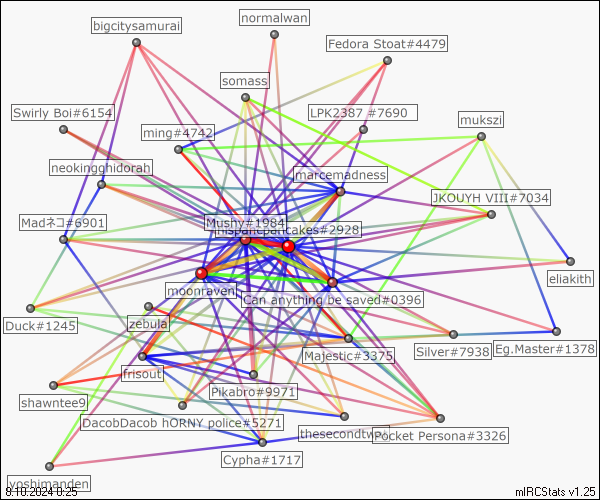 normalwan
bigcitysamurai
Fedora Stoat#4479
somass
Swirly Boi#6154
LPK2387 #7690
mukszi
ming#4742
neokingghidorah
marcemadness
JKOUYH VIII#7034
Madネコ#6901
Mushy#1984
#2928
eliakith
moonraven
Can anything be saved#0396
zebula
Duck#1245
Majestic#3375
Silver#7938
Eg.Master#1378
frisout
Pikabro#9971
shawntee9
DacobDacob hORNY police#5271
Pocket Persona#3326
Cypha#1717
yoshimanden
8.10.2024 0:25
mIRCStats v1.25